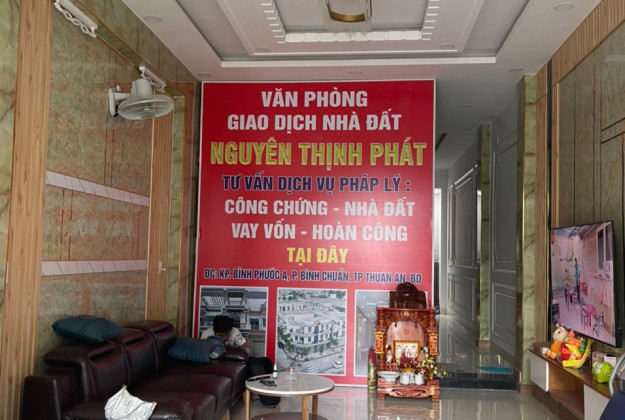 VĂN PHÒNG
GIAO DỊCH NHÀ ĐẤT
NGUYÊN THỊNH PHÁT
TƯ VẤN DỊCH VỤ PHÁP LÝ :
CÔNG CHỨNG - NHÀ ĐẤT
VAY VỐN - HOÀN CÔNG
TẠI ĐÂY
ĐC: KP. BÌNH PHƯỚC A, P. BÌNH CHUẨN, TP THUẬN AN, BD